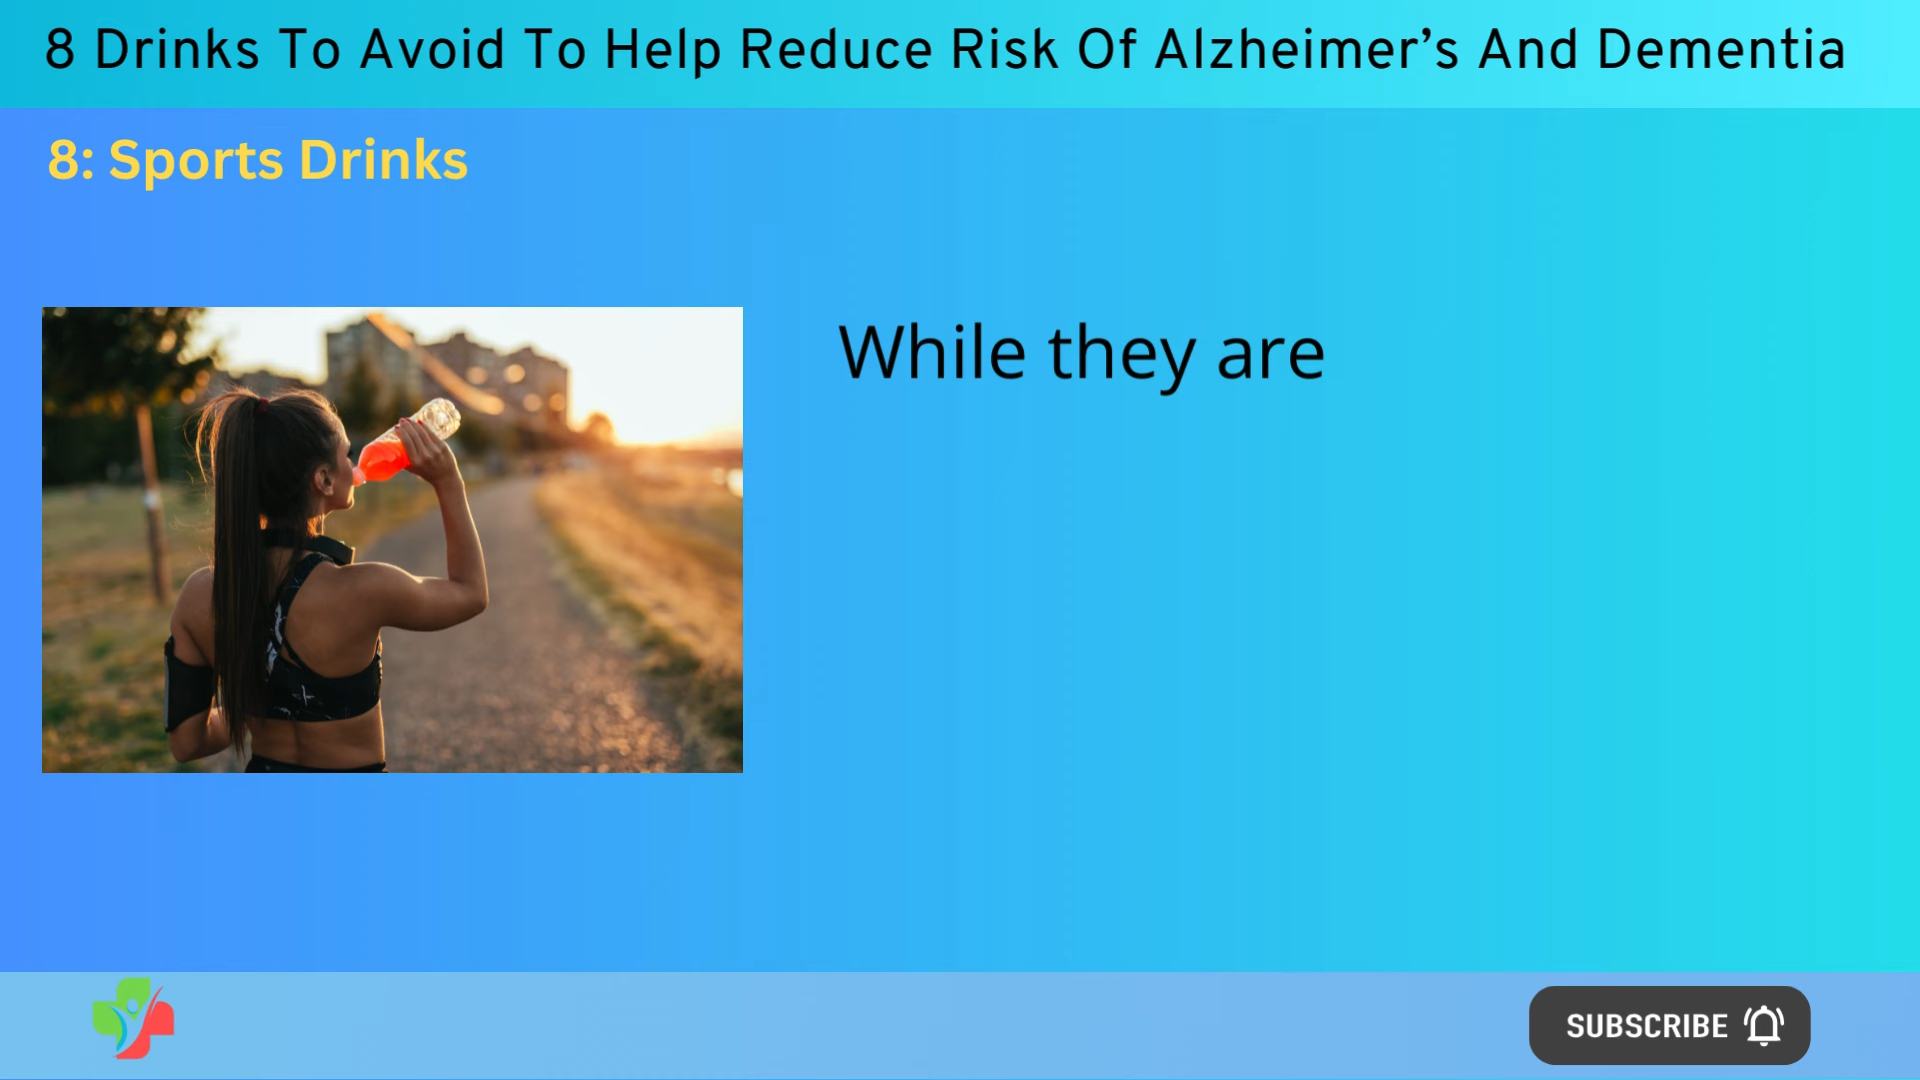 8 Drinks To Avoid To Help Reduce Risk Of Alzheimer’s And Dementia
8: Sports Drinks
While they are
SUBSCRIBE